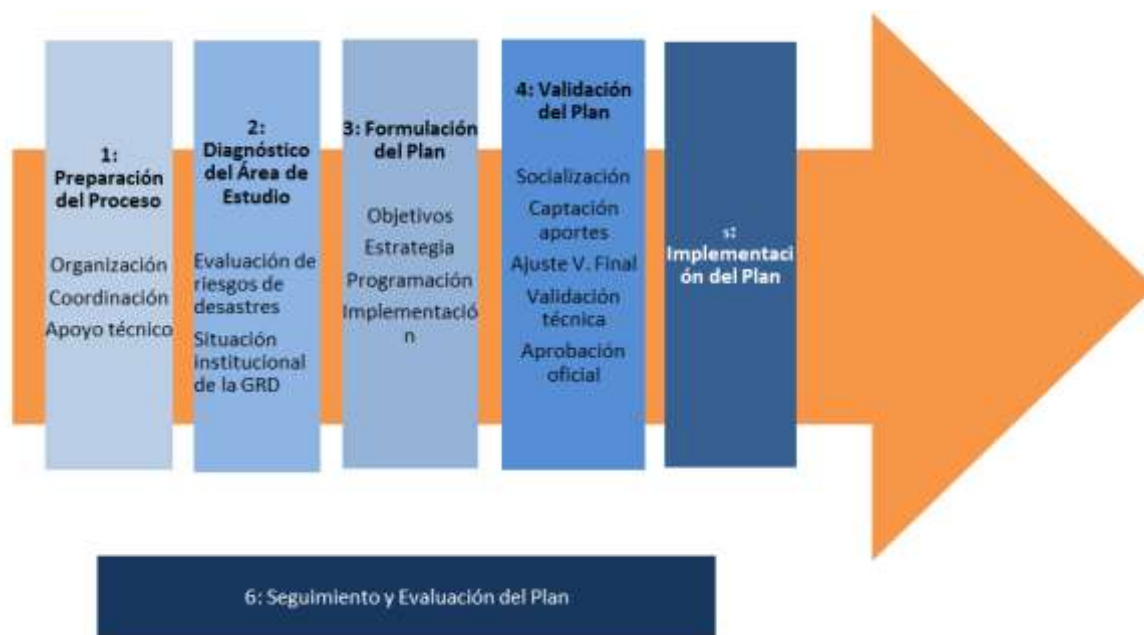 1:
Preparación
del Proceso
Organización
Coordinación
Apoyo técnico
2:
Diagnóstico
del Área de
Estudio
Evaluación de
riesgos de
desastres
Situación
institucional
de la GRD
3: Formulación
del Plan
Objetivos
Estrategia
Programación
Implementació
n
4: Validación
del Plan
Socialización
Captación
aportes
Ajuste V. Final
Validación
técnica
Aprobación
oficial
5:
Implementaci
ón del Plan
6: Seguimiento y Evaluación del Plan